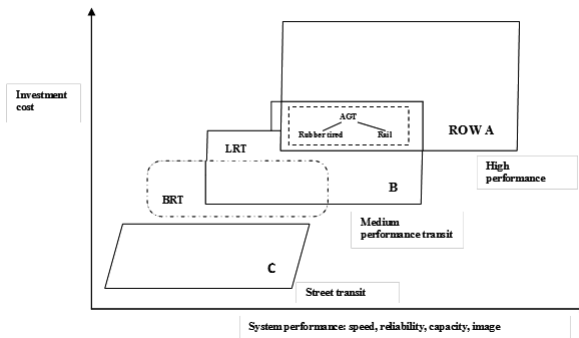 Investment
cost
AGT
Rubber tired
Rail
ROW A
LRT
High
performance
BRT
B
Medium
performance transit
C
Street transit
System performance: speed, reliability, capacity, image